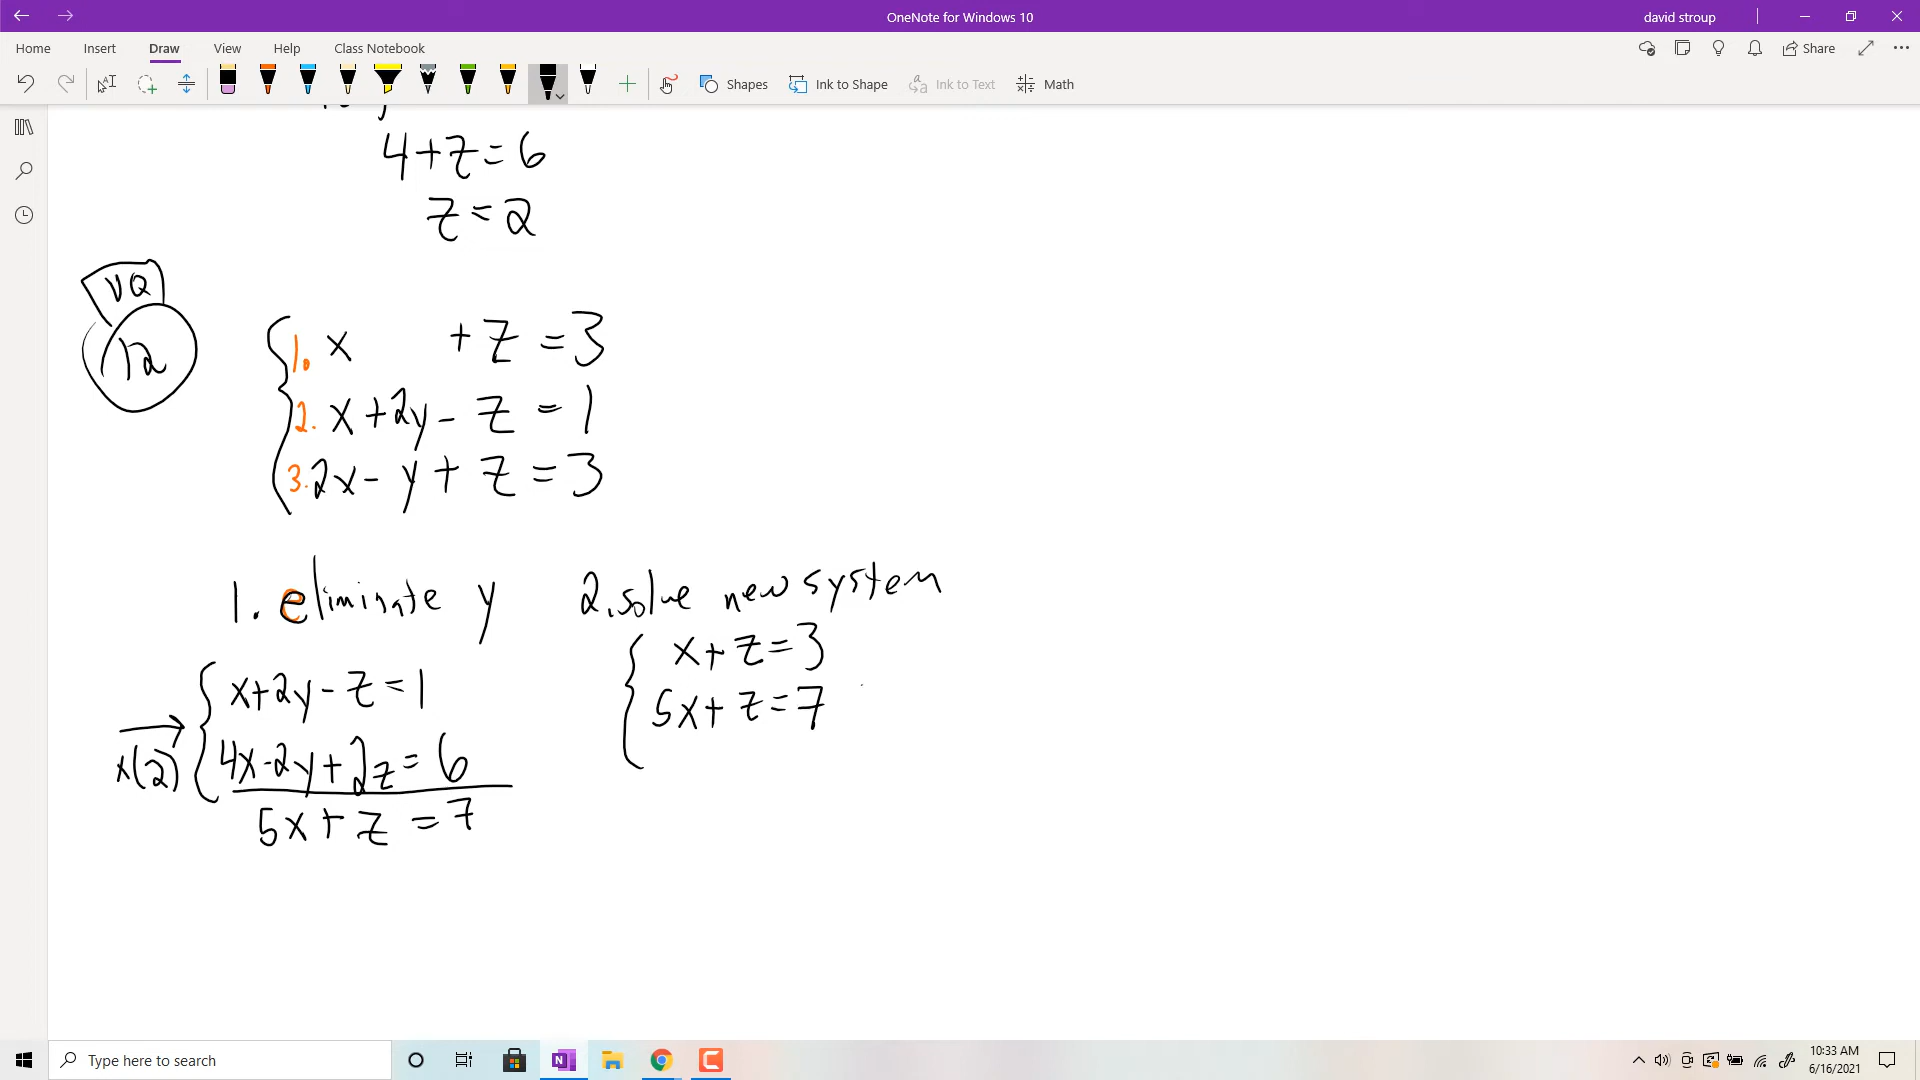 OneNote for Windows 10
david stroup
Home Insert Draw View Help Class Notebook
Share
Shapes Ink to Shape Ink to Text Math
4+z=6
z=2
VQ
12
1. x +z=3
2. x+2y-z=1
3. 2x-y+z=3
1. eliminate y
2. solve new system
x+z=3
5x+z=7
x+2y-z=1
x(2)
4x-2y+2z=6
5x+z=7
Type here to search
10:33 AM
6/16/2021